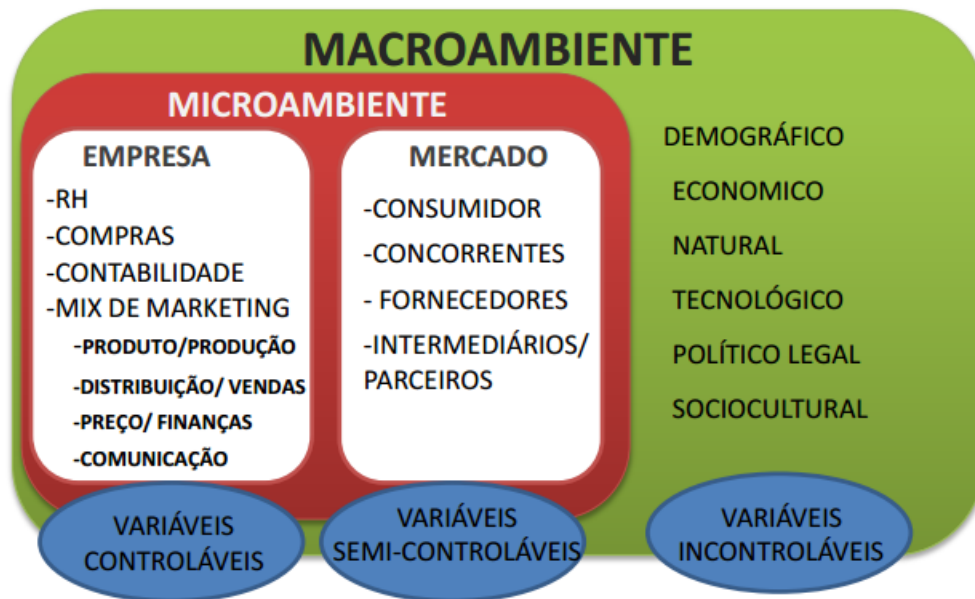 MACROAMBIENTE
MICROAMBIENTE
EMPRESA
-RH
-COMPRAS
-CONTABILIDADE
-MIX DE MARKETING
-PRODUTO/PRODUÇÃO
-DISTRIBUIÇÃO/ VENDAS
-PREÇO/ FINANÇAS
-COMUNICAÇÃO
MERCADO
-CONSUMIDOR
-CONCORRENTES
- FORNECEDORES
-INTERMEDIÁRIOS/
PARCEIROS
DEMOGRÁFICO
ECONOMICO
NATURAL
TECNOLÓGICO
POLÍTICO LEGAL
SOCIOCULTURAL
VARIÁVEIS
CONTROLÁVEIS
VARIÁVEIS
SEMI-CONTROLÁVEIS
VARIÁVEIS
INCONTROLÁVEIS